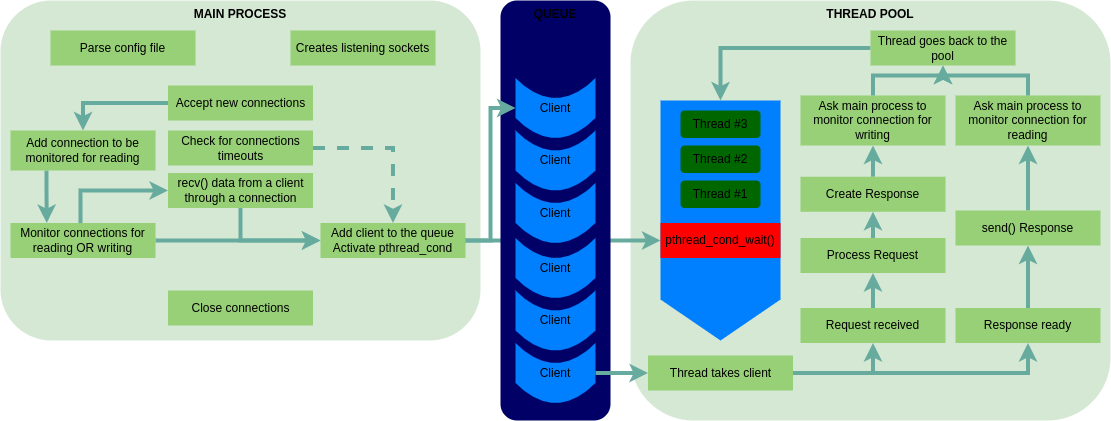 MAIN PROCESS
Parse config file
Creates listening sockets
Accept new connections
Add connection to be
monitored for reading
Check for connections
timeouts
recv() data from a client
through a connection
Monitor connections for
reading OR writing
Add client to the queue
Activate pthread_cond
Close connections
QUEUE
Client
Client
Client
Client
Client
Client
THREAD POOL
Thread goes back to the
pool
Thread #3
Thread #2
Thread #1
pthread_cond_wait()
Ask main process to
monitor connection for
writing
Ask main process to
monitor connection for
reading
Create Response
Process Request
send() Response
Request received
Response ready
Thread takes client